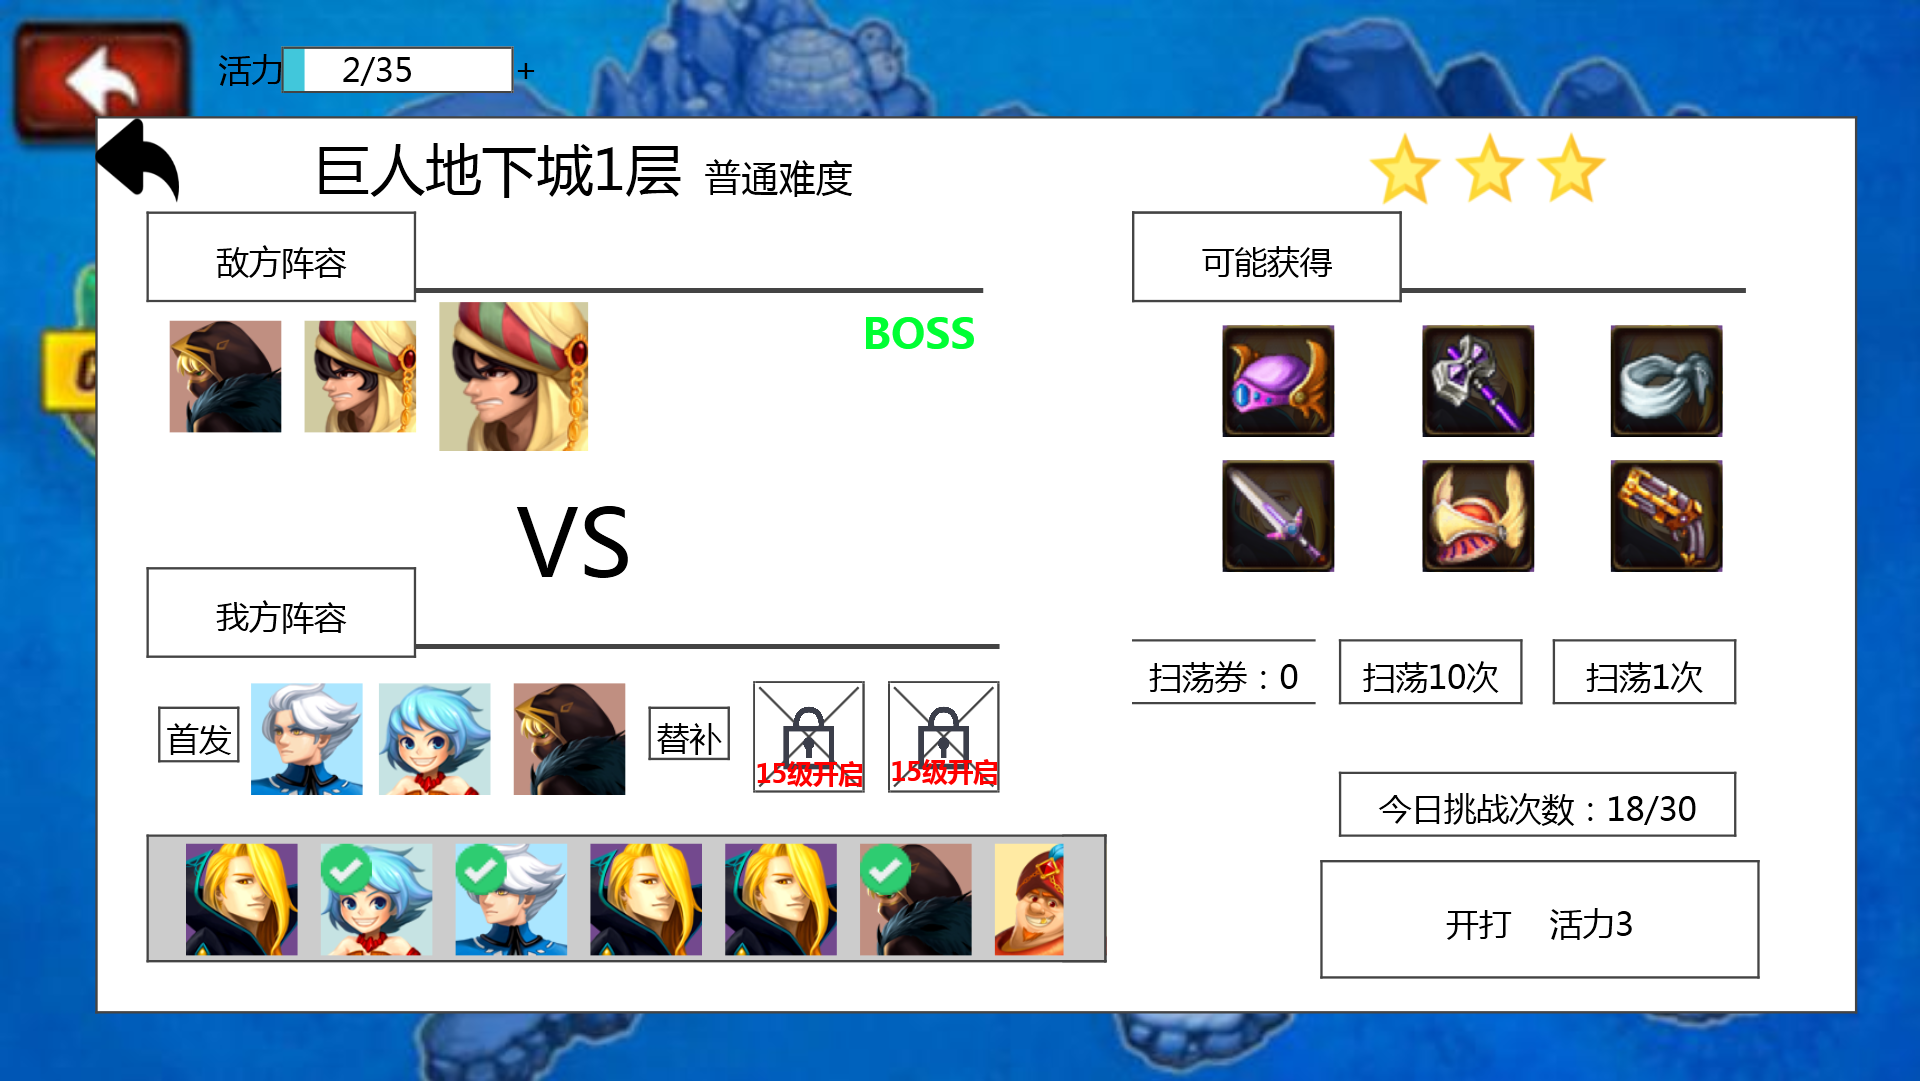 活力 2/35 +
巨人地下城1层 普通难度
敌方阵容
可能获得
BOSS
VS
我方阵容
扫荡券：0
扫荡10次
扫荡1次
首发
替补
15级开启
15级开启
今日挑战次数：18/30
开打 活力3